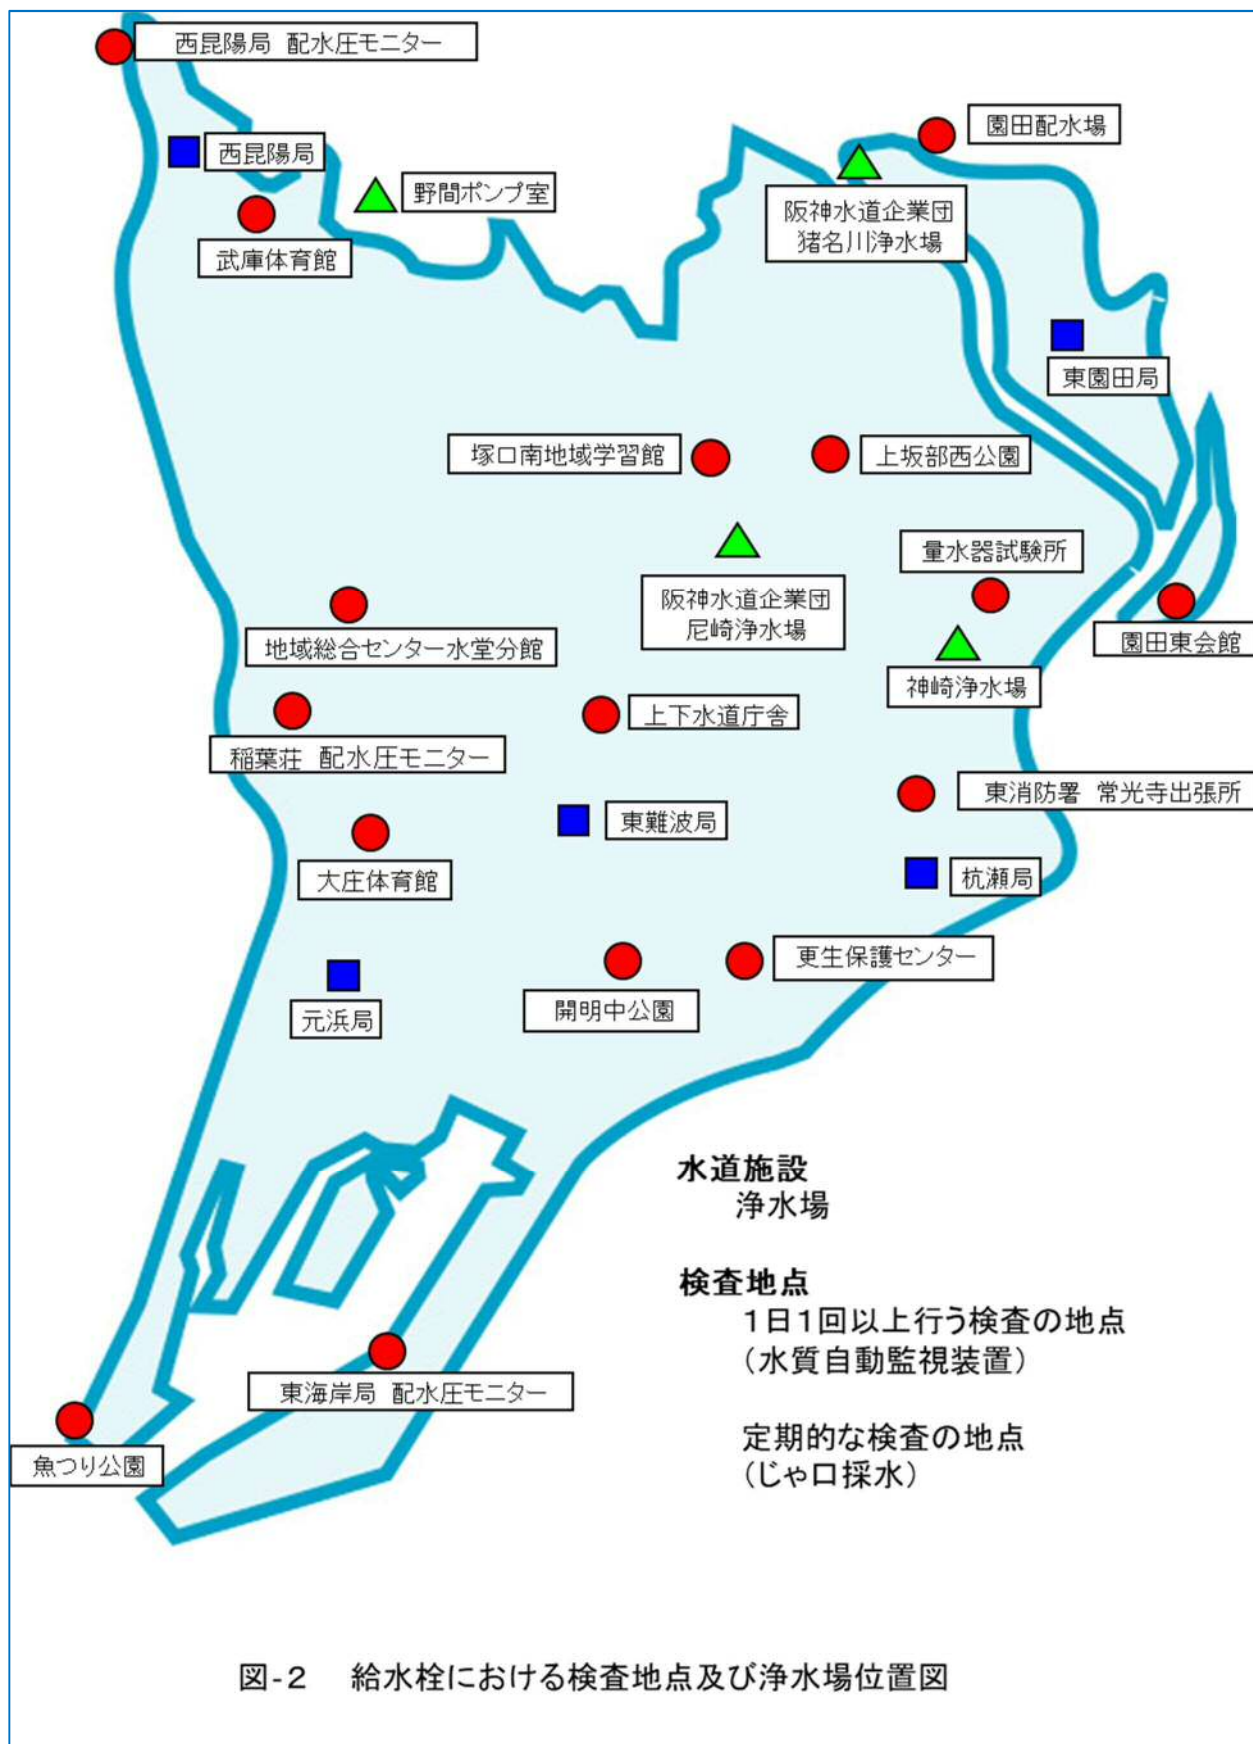 西昆陽局 配水圧モニター
園田配水場
西昆陽局
野間ポンプ室
阪神水道企業団
猪名川浄水場
武庫体育館
東園田局
塚口南地域学習館
上坂部西公園
量水器試験所
阪神水道企業団
尼崎浄水場
地域総合センター水堂分館
園田東会館
神崎浄水場
上下水道庁舎
稲葉荘 配水圧モニター
東消防署 常光寺出張所
東難波局
大庄体育館
杭瀬局
更生保護センター
開明中公園
元浜局
水道施設
浄水場
検査地点
1日1回以上行う検査の地点
(水質自動監視装置)
東海岸局 配水圧モニター
定期的な検査の地点
(じゃ口採水)
魚つり公園
図-2 給水栓における検査地点及び浄水場位置図